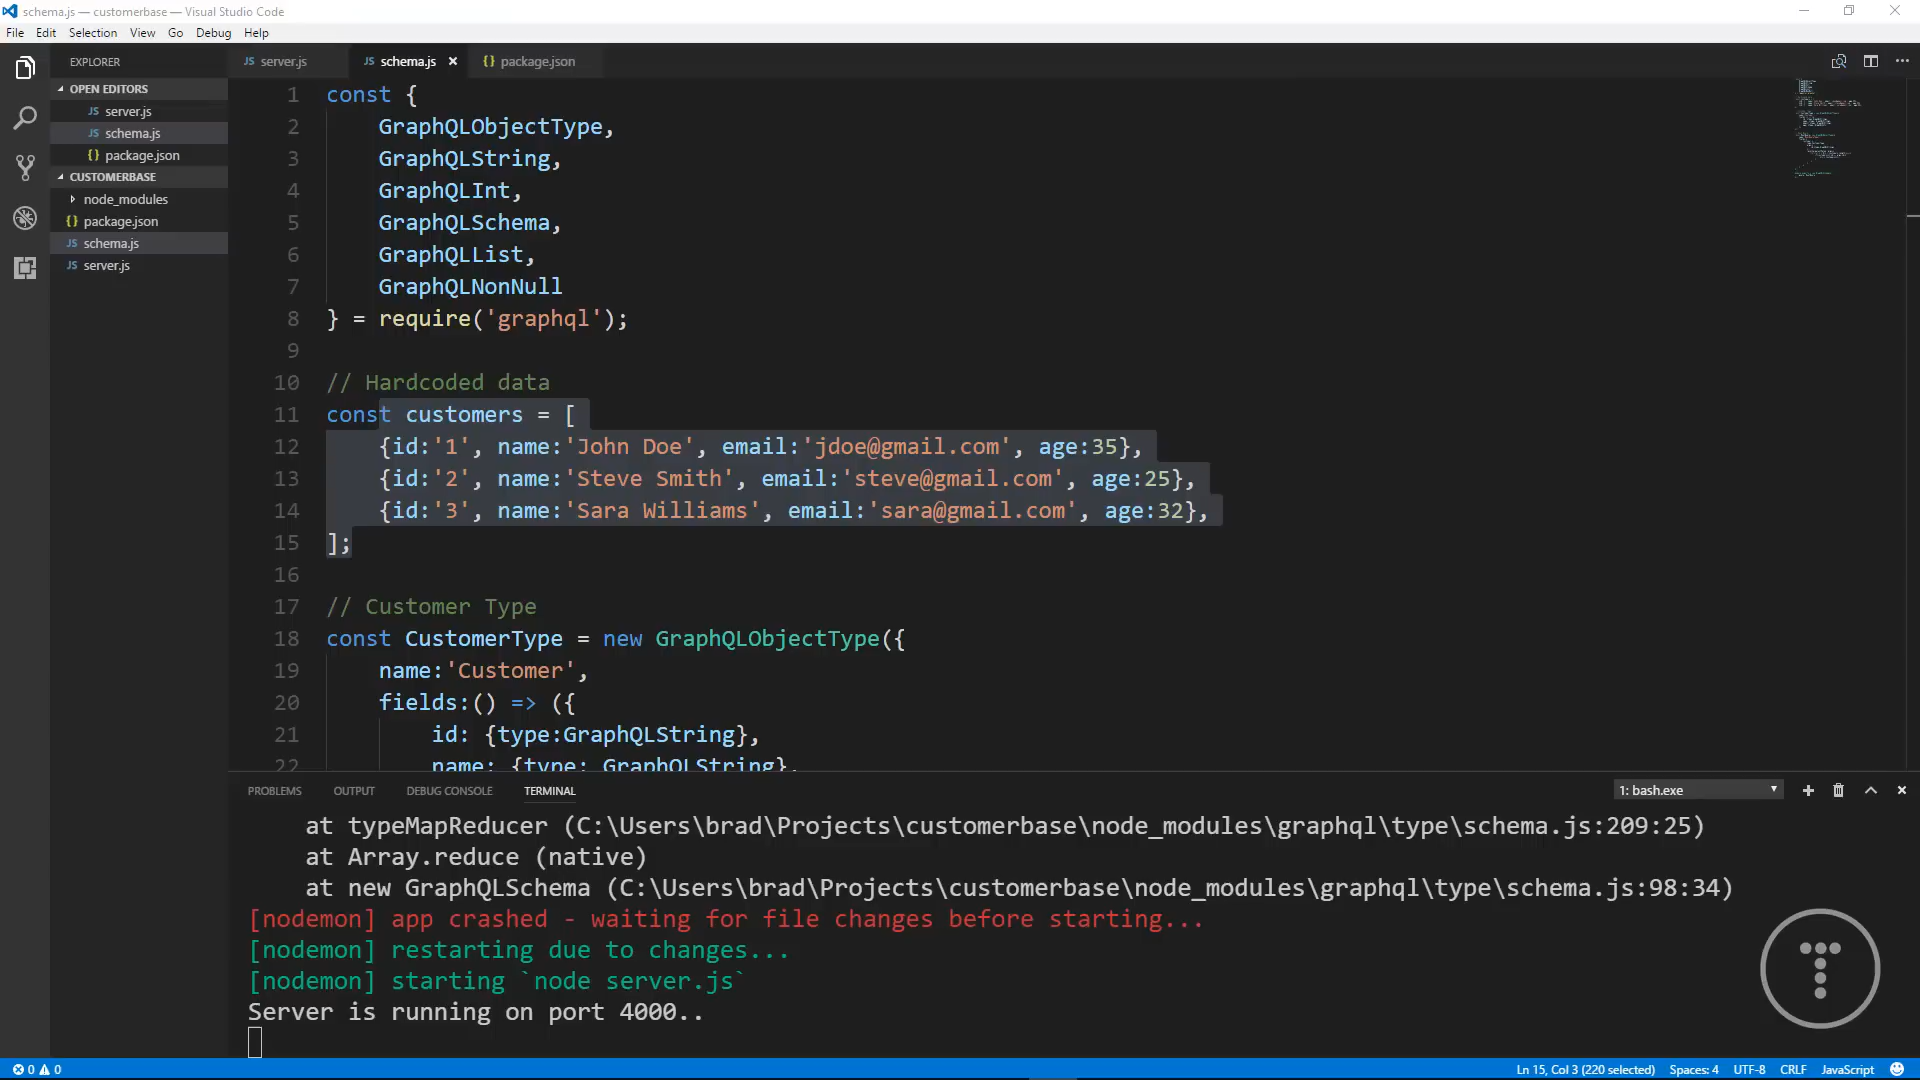 schema.js — customerbase — Visual Studio Code
File Edit Selection View Go Debug Help
EXPLORER
OPEN EDITORS
JS server.js
JS schema.js
{} package.json
CUSTOMERBASE
node_modules
{} package.json
JS schema.js
JS server.js
JS server.js JS schema.js {} package.json
1 const {
2 GraphQLObjectType,
3 GraphQLString,
4 GraphQLInt,
5 GraphQLSchema,
6 GraphQLList,
7 GraphQLNonNull
8 } = require('graphql');
9
10 // Hardcoded data
11 const customers = [
12 {id:'1', name:'John Doe', email:'jdoe@gmail.com', age:35},
13 {id:'2', name:'Steve Smith', email:'steve@gmail.com', age:25},
14 {id:'3', name:'Sara Williams', email:'sara@gmail.com', age:32},
15 ];
16
17 // Customer Type
18 const CustomerType = new GraphQLObjectType({
19 name:'Customer',
20 fields:() => ({
21 id: {type:GraphQLString},
22 name: {type: GraphQLString},
PROBLEMS OUTPUT DEBUG CONSOLE TERMINAL 1: bash.exe
at typeMapReducer (C:\Users\brad\Projects\customerbase\node_modules\graphql\type\schema.js:209:25)
at Array.reduce (native)
at new GraphQLSchema (C:\Users\brad\Projects\customerbase\node_modules\graphql\type\schema.js:98:34)
[nodemon] app crashed - waiting for file changes before starting...
[nodemon] restarting due to changes...
[nodemon] starting `node server.js`
Server is running on port 4000..
0 0 Ln 15, Col 3 (220 selected) Spaces: 4 UTF-8 CRLF JavaScript